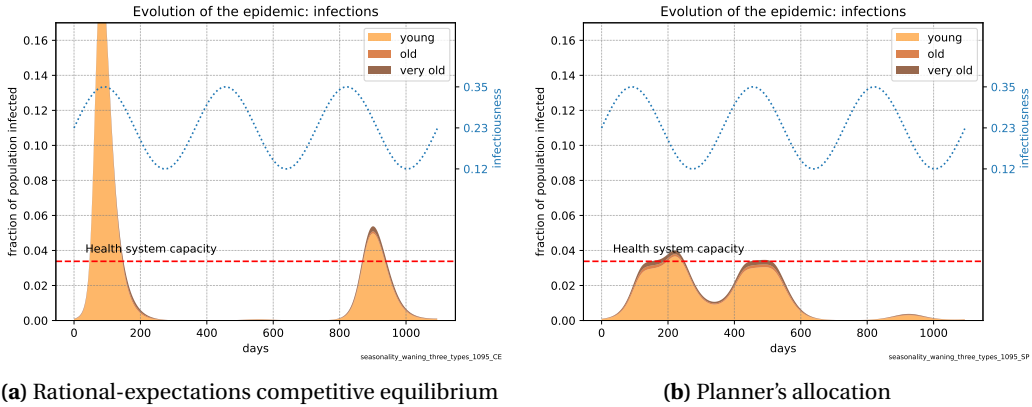 Evolution of the epidemic: infections
young
old
very old
Health system capacity
fraction of population infected
0.16
0.14
0.12
0.10
0.08
0.06
0.04
0.02
0.00
0.35
0.23
0.12
infectiousness
0 200 400 600 800 1000
days
seasonality_waning_three_types_1095_CE
(a) Rational-expectations competitive equilibrium
Evolution of the epidemic: infections
young
old
very old
Health system capacity
fraction of population infected
0.16
0.14
0.12
0.10
0.08
0.06
0.04
0.02
0.00
0.35
0.23
0.12
infectiousness
0 200 400 600 800 1000
days
seasonality_waning_three_types_1095_SP
(b) Planner's allocation